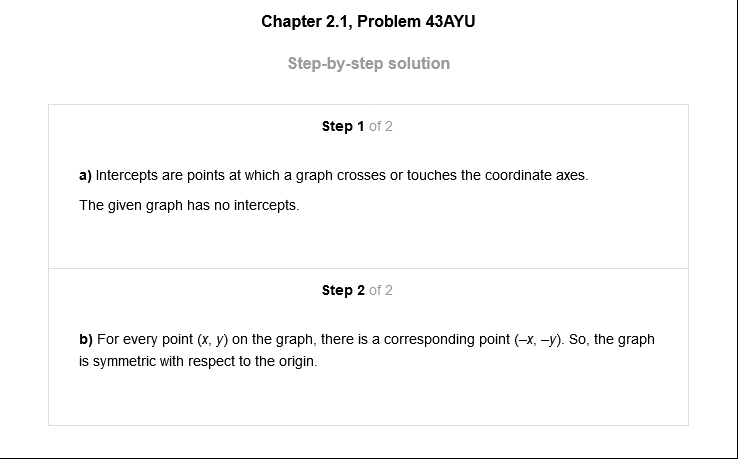 Chapter 2.1, Problem 43AYU
Step-by-step solution
Step 1 of 2
a) Intercepts are points at which a graph crosses or touches the coordinate axes.
The given graph has no intercepts.
Step 2 of 2
b) For every point (x, y) on the graph, there is a corresponding point (–x, –y). So, the graph
is symmetric with respect to the origin.